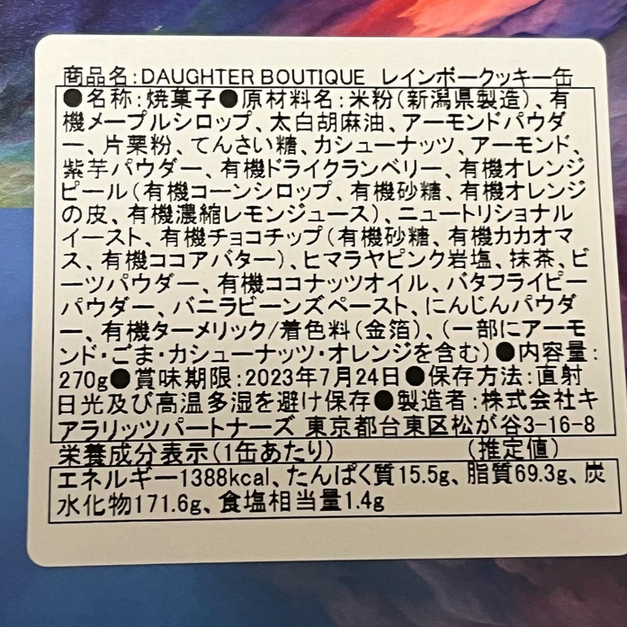 商品名:DAUGHTER BOUTIQUE レインボークッキー缶
●名称:焼菓子●原材料名:米粉(新潟県製造)、有
機メープルシロップ、太白胡麻油、アーモンドパウダ
ー、片栗粉、てんさい糖、カシューナッツ、アーモンド、
紫芋パウダー、有機ドライクランベリー、有機オレンジ
ピール(有機コーンシロップ、有機砂糖、有機オレンジ
の皮、有機濃縮レモンジュース)、ニュートリショナル
イースト、有機チョコチップ(有機砂糖、有機カカオマ
ス、有機ココアバター)、ヒマラヤピンク岩塩、抹茶、ビ
ーツパウダー、有機ココナッツオイル、バタフライピー
パウダー、バニラビーンズペースト、にんじんパウダ
ー、有機ターメリック/着色料(金箔)、(一部にアーモ
ンド・ごま・カシューナッツ・オレンジを含む)●内容量:
270g●賞味期限:2023年7月24日●保存方法:直射
日光及び高温多湿を避け保存●製造者:株式会社キ
アラリッツパートナーズ 東京都台東区松が谷3-16-8
栄養成分表示(1缶あたり) (推定値)
エネルギー1388kcal、たんぱく質15.5g、脂質69.3g、炭
水化物171.6g、食塩相当量1.4g